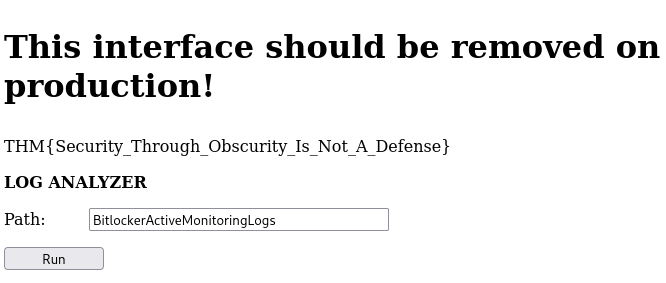 This interface should be removed on
production!
THM{Security_Through_Obscurity_Is_Not_A_Defense}
LOG ANALYZER
Path: BitlockerActiveMonitoringLogs
Run